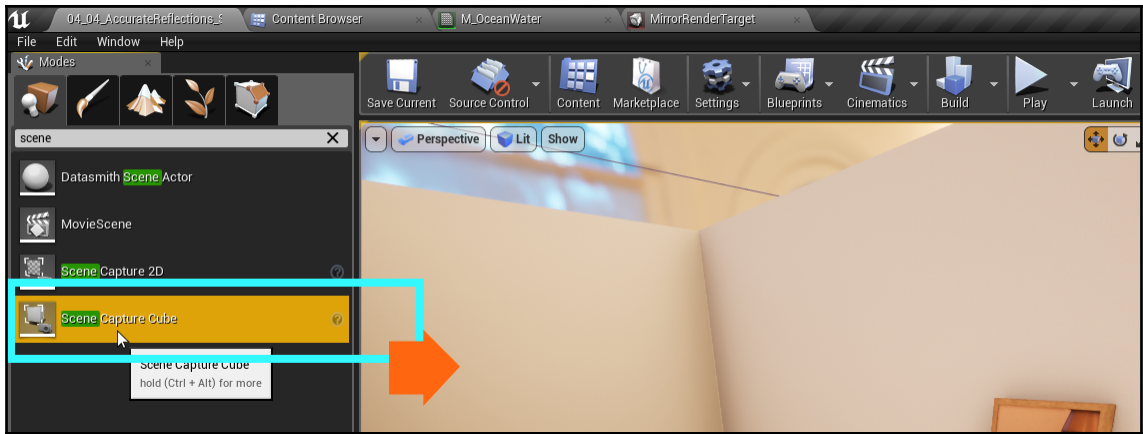 04_04_AccurateReflections_S
Content Browser
M_OceanWater
MirrorRenderTarget
File Edit Window Help
Modes
Save Current Source Control Content Marketplace Settings Blueprints Cinematics Build Play Launch
scene
Perspective Lit Show
Datasmith Scene Actor
MovieScene
Scene Capture 2D
Scene Capture Cube
Scene Capture Cube
hold (Ctrl + Alt) for more